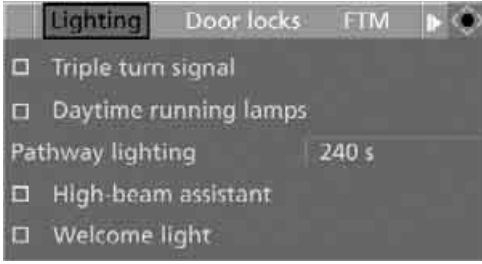 Lighting Door locks FTM
Triple turn signal
Daytime running lamps
Pathway lighting 240 s
High-beam assistant
Welcome light